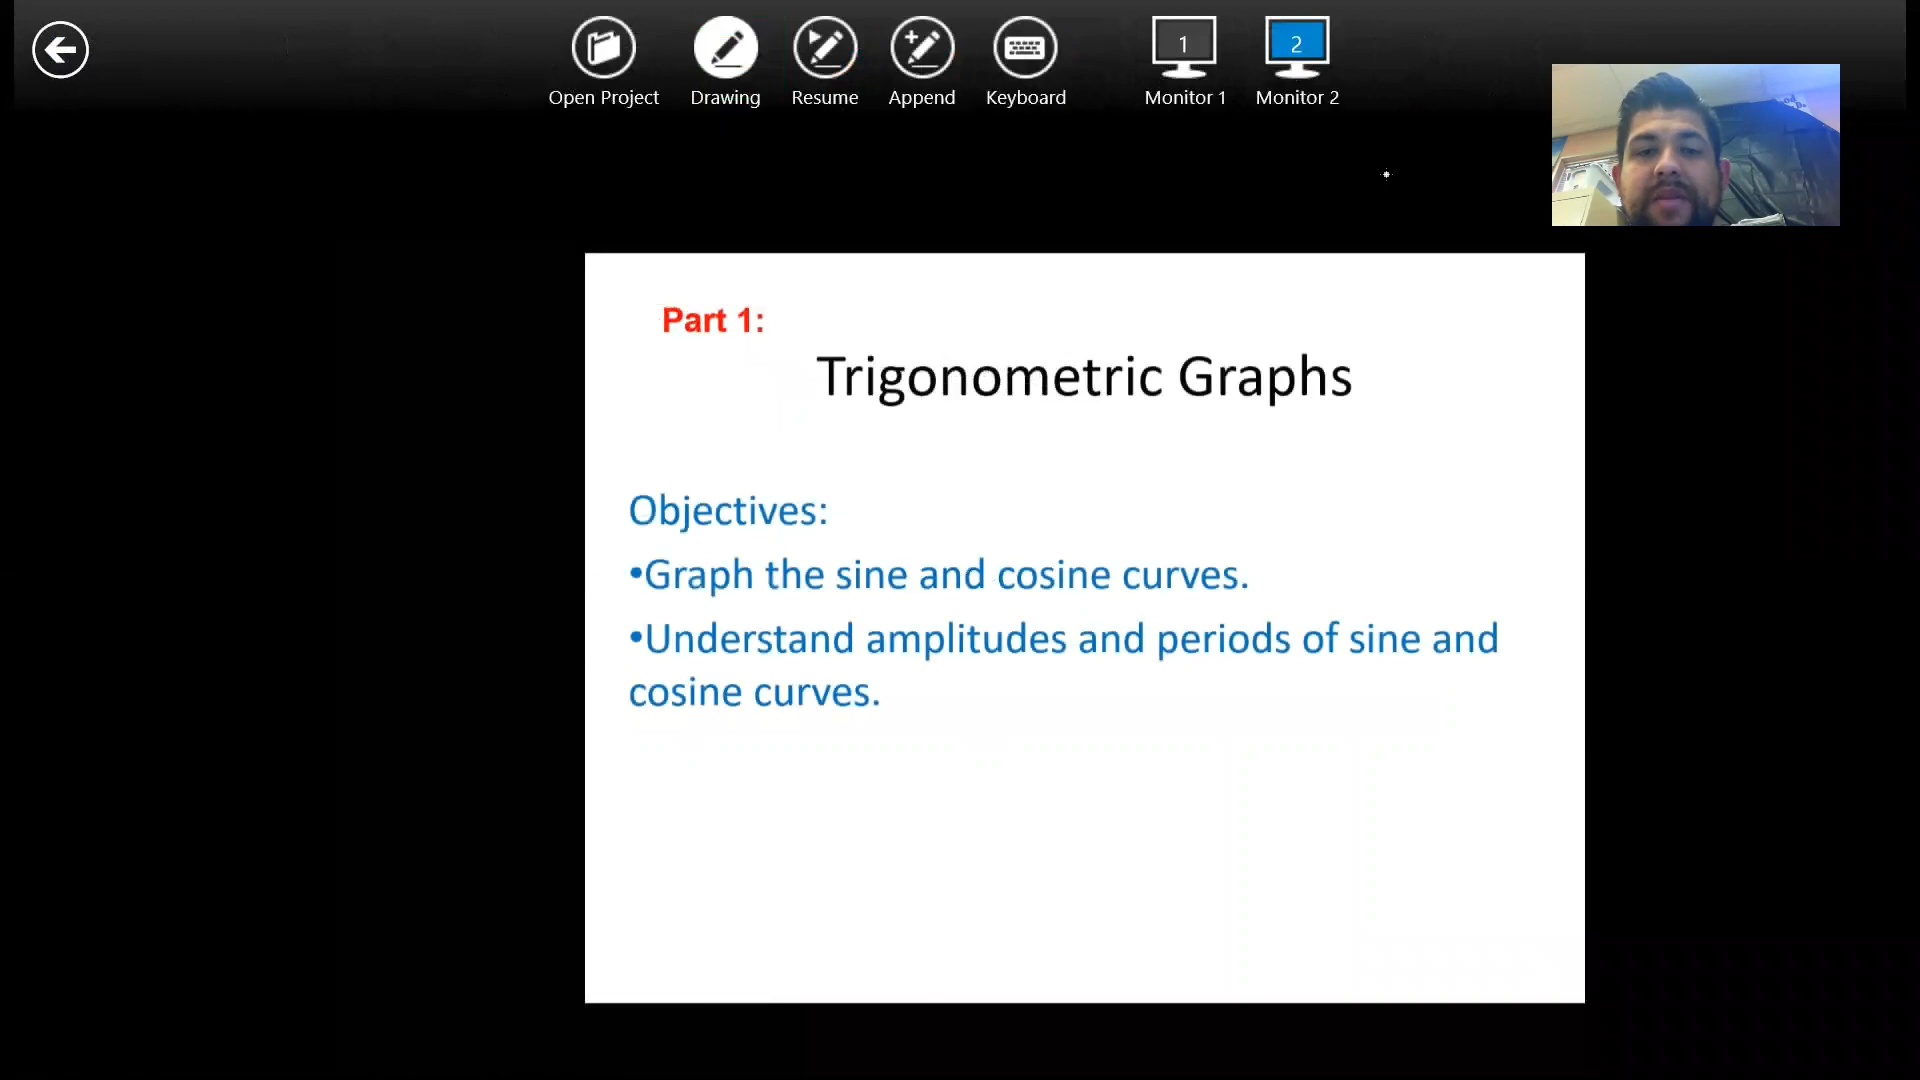 Open Project
Drawing
Resume
Append
Keyboard
1
Monitor 1
2
Monitor 2
Part 1:
Trigonometric Graphs
Objectives:
•Graph the sine and cosine curves.
•Understand amplitudes and periods of sine and
cosine curves.